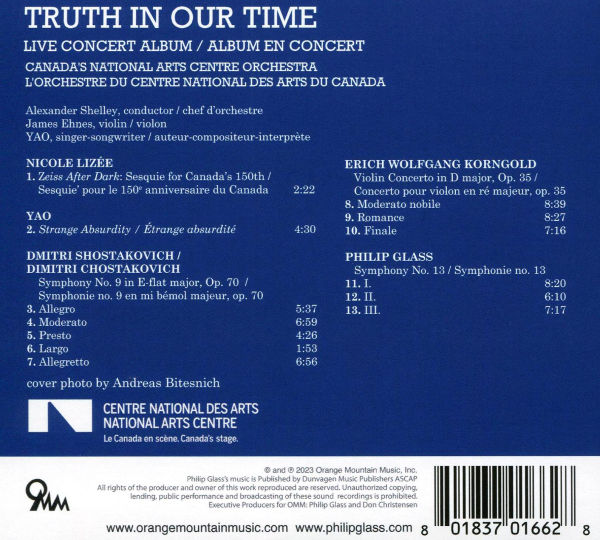 TRUTH IN OUR TIME
LIVE CONCERT ALBUM / ALBUM EN CONCERT
CANADA'S NATIONAL ARTS CENTRE ORCHESTRA
L'ORCHESTRE DU CENTRE NATIONAL DES ARTS DU CANADA
Alexander Shelley, conductor / chef d'orchestre
James Ehnes, violin / violon
YAO, singer-songwriter / auteur-compositeur-interprète
NICOLE LIZÉE
1. Zeiss After Dark: Sesquie for Canada's 150th /
Sesquie' pour le 150e anniversaire du Canada 2:22
YAO
2. Strange Absurdity / Étrange absurdité 4:30
DMITRI SHOSTAKOVICH /
DIMITRI CHOSTAKOVICH
Symphony No. 9 in E-flat major, Op. 70 /
Symphonie no. 9 en mi bémol majeur, op. 70
3. Allegro 5:37
4. Moderato 6:59
5. Presto 4:26
6. Largo 1:53
7. Allegretto 6:56
cover photo by Andreas Bitesnich
ERICH WOLFGANG KORNGOLD
Violin Concerto in D major, Op. 35 /
Concerto pour violon en ré majeur, op. 35
8. Moderato nobile 8:39
9. Romance 8:27
10. Finale 7:16
PHILIP GLASS
Symphony No. 13 / Symphonie no. 13
11. I. 8:20
12. II. 6:10
13. III. 7:17
CENTRE NATIONAL DES ARTS
NATIONAL ARTS CENTRE
Le Canada en scène. Canada's stage.
OMM
© and ℗ 2023 Orange Mountain Music, Inc.
Philip Glass's music is Published by Dunvagen Music Publishers ASCAP
All rights of the producer and owner of this work reproduced are reserved. Unauthorized copying,
lending, public performance and broadcasting of these sound recordings is prohibited.
Executive Producers for OMM: Philip Glass and Don Christensen
www.orangemountainmusic.com www.philipglass.com
8 01837 01662 8